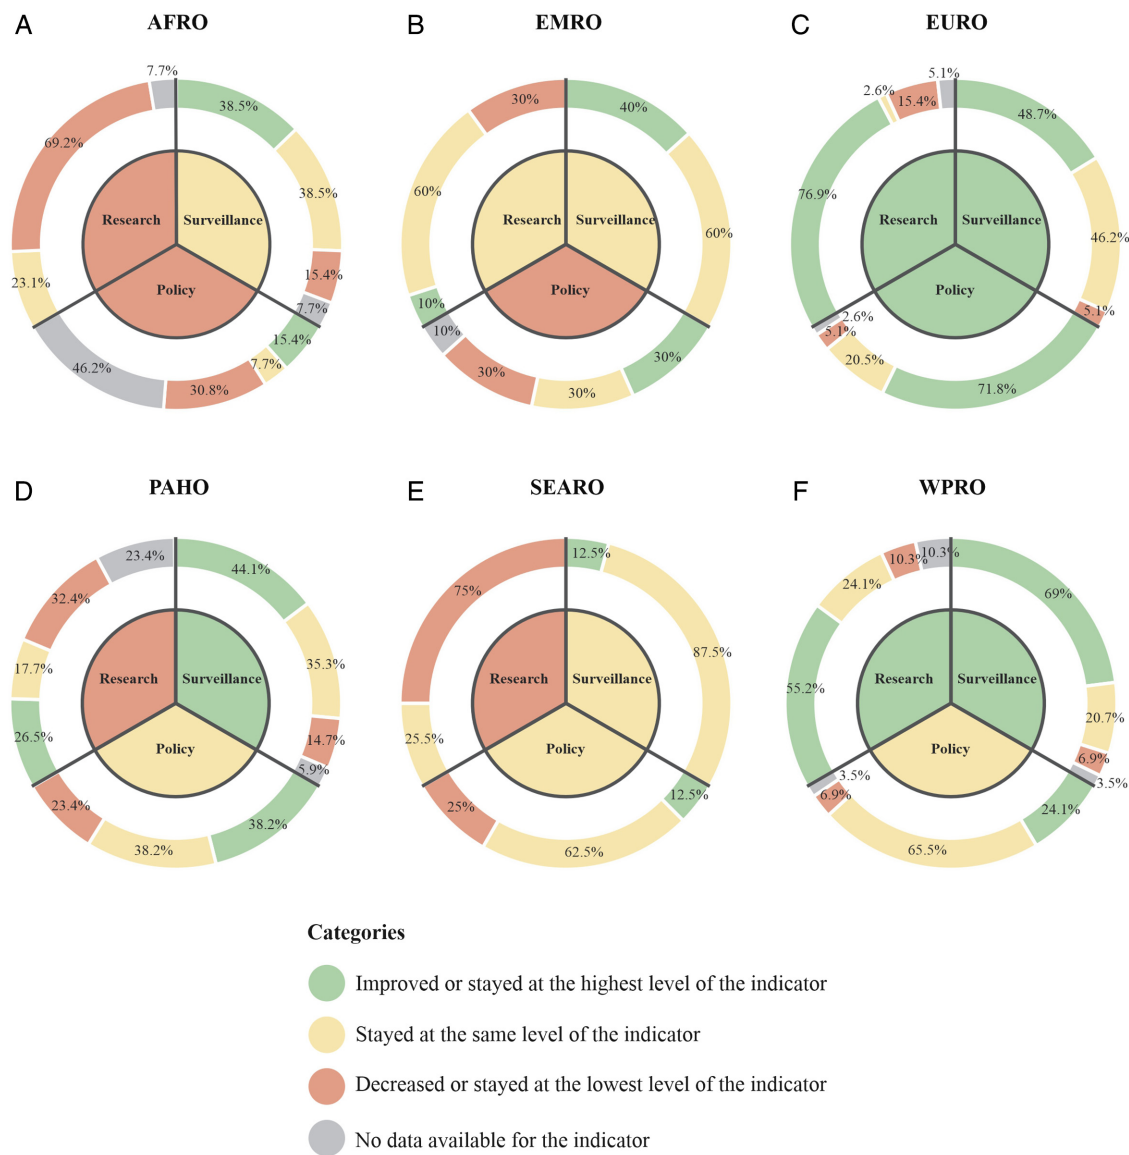 A
AFRO
7.7%
38.5%
69.2%
38.5%
Research
Surveillance
15.4%
23.1%
Policy
7.7%
15.4%
7.7%
46.2%
30.8%
B
EMRO
30%
40%
60%
Research
Surveillance
60%
Policy
10%
10%
30%
30%
30%
C
EURO
5.1%
2.6%
15.4%
48.7%
76.9%
Research
Surveillance
46.2%
Policy
5.1%
2.6%
5.1%
20.5%
71.8%
D
PAHO
23.4%
44.1%
32.4%
17.7%
35.3%
Research
Surveillance
26.5%
14.7%
Policy
5.9%
23.4%
38.2%
38.2%
E
SEARO
12.5%
75%
87.5%
Research
Surveillance
25.5%
Policy
12.5%
25%
62.5%
F
WPRO
10.3%
10.3%
24.1%
69%
55.2%
Research
Surveillance
20.7%
Policy
6.9%
3.5%
3.5%
6.9%
24.1%
65.5%
Categories
Improved or stayed at the highest level of the indicator
Stayed at the same level of the indicator
Decreased or stayed at the lowest level of the indicator
No data available for the indicator